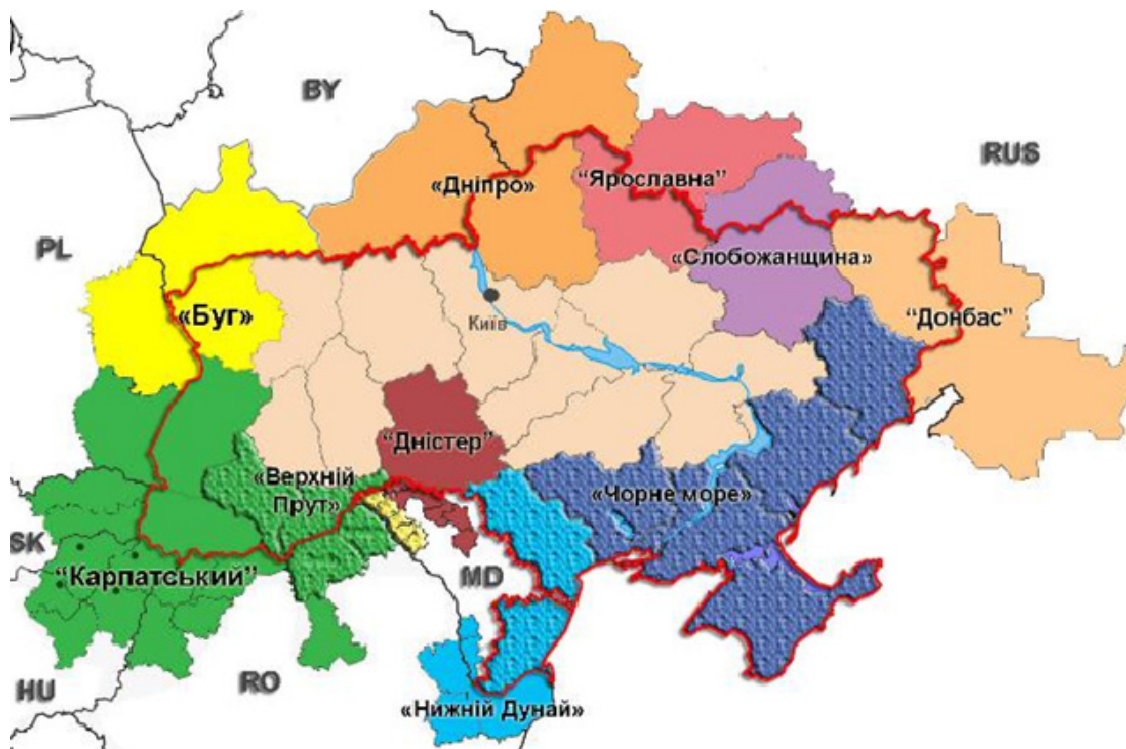 BY
RUS
«Дніпро»
“Ярославна”
PL
«Слобожанщина»
«Буг»
Київ
“Донбас”
“Дністер”
«Верхній
Прут»
«Чорне море»
SK
“Карпатський”
MD
RO
HU
«Нижній Дунай»